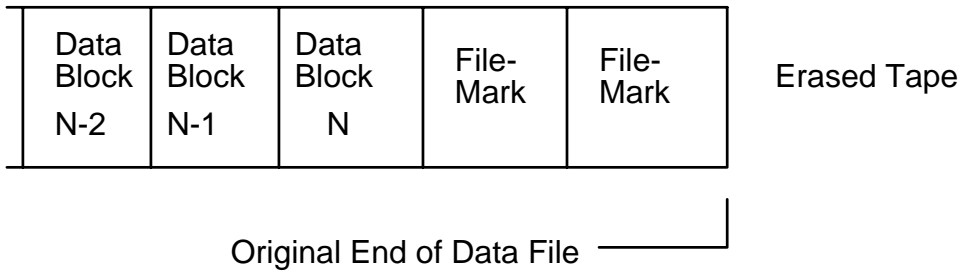 Data Block N-2
Data Block N-1
Data Block N
File-Mark
File-Mark
Erased Tape
Original End of Data File